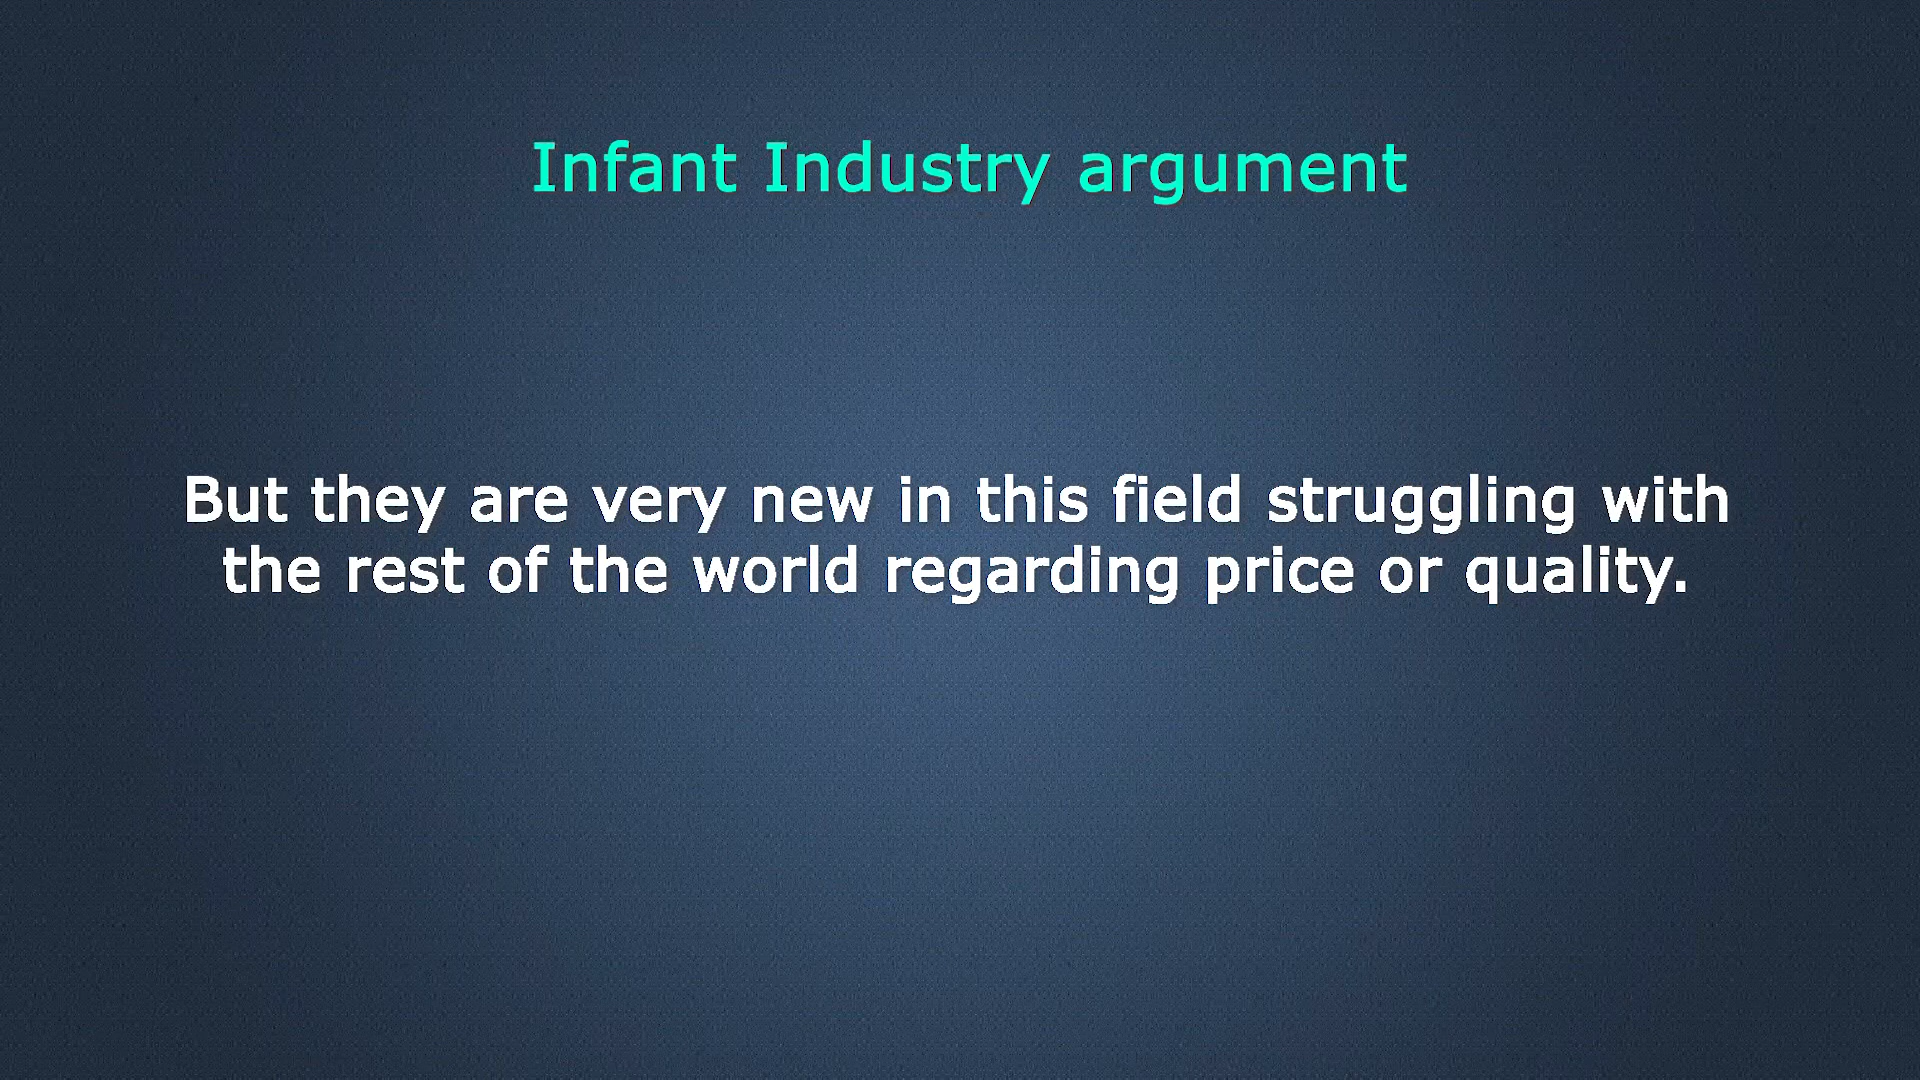 Infant Industry argument
But they are very new in this field struggling with
the rest of the world regarding price or quality.